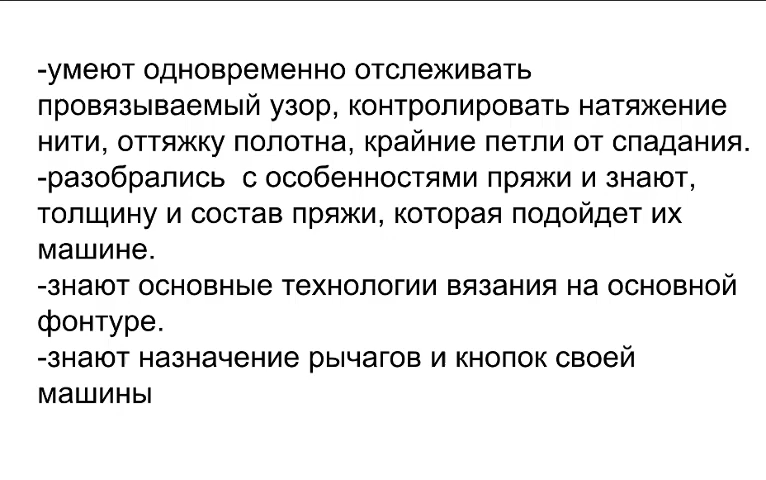 -умеют одновременно отслеживать
провязываемый узор, контролировать натяжение
нити, оттяжку полотна, крайние петли от спадания.
-разобрались  с особенностями пряжи и знают,
толщину и состав пряжи, которая подойдет их
машине.
-знают основные технологии вязания на основной
фонтуре.
-знают назначение рычагов и кнопок своей
машины